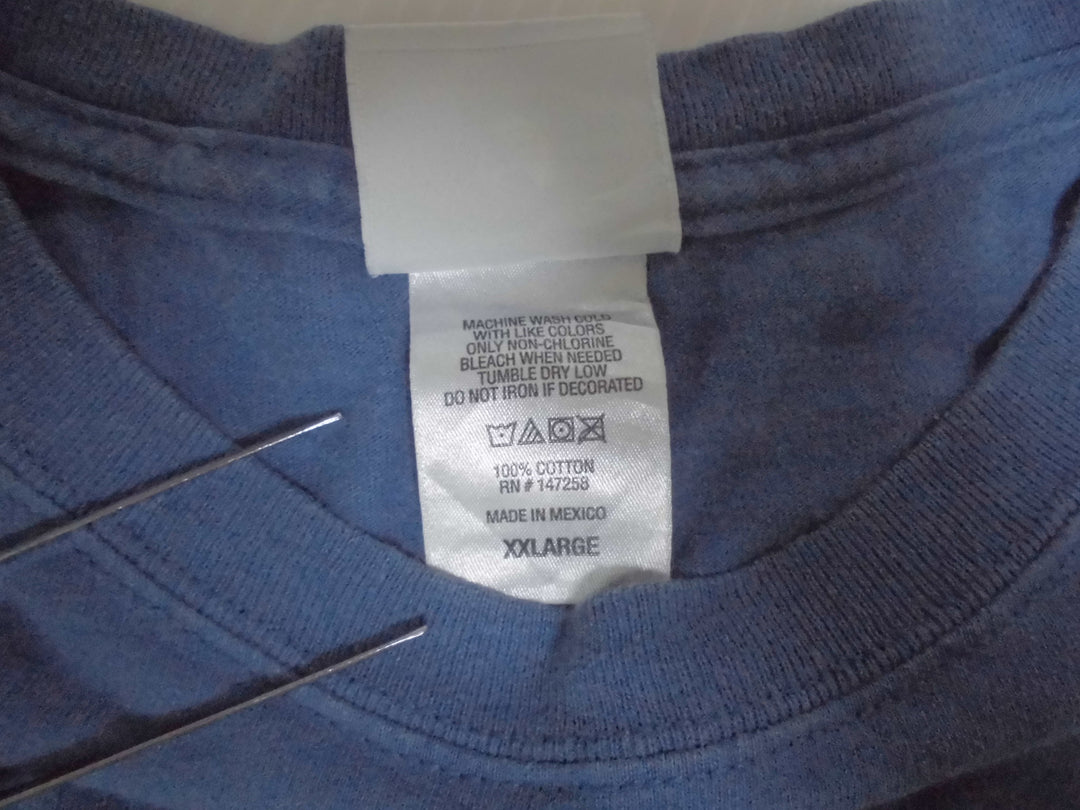 MACHINE WASH COLD
WITH LIKE COLORS
ONLY NON-CHLORINE
BLEACH WHEN NEEDED
TUMBLE DRY LOW
DO NOT IRON IF DECORATED
100% COTTON
RN # 147258
MADE IN MEXICO
XXLARGE